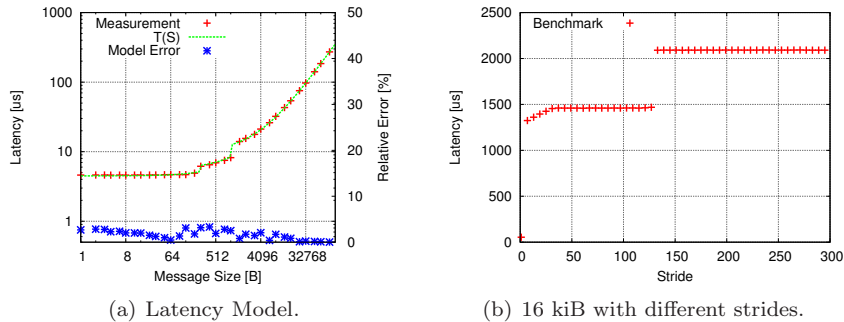 Measurement
T(S)
Model Error
Latency [us]
1000
100
10
1
Relative Error [%]
50
40
30
20
10
0
1 8 64 512 4096 32768
Message Size [B]
(a) Latency Model.
Benchmark
Latency [us]
2500
2000
1500
1000
500
0
0 50 100 150 200 250 300
Stride
(b) 16 kiB with different strides.